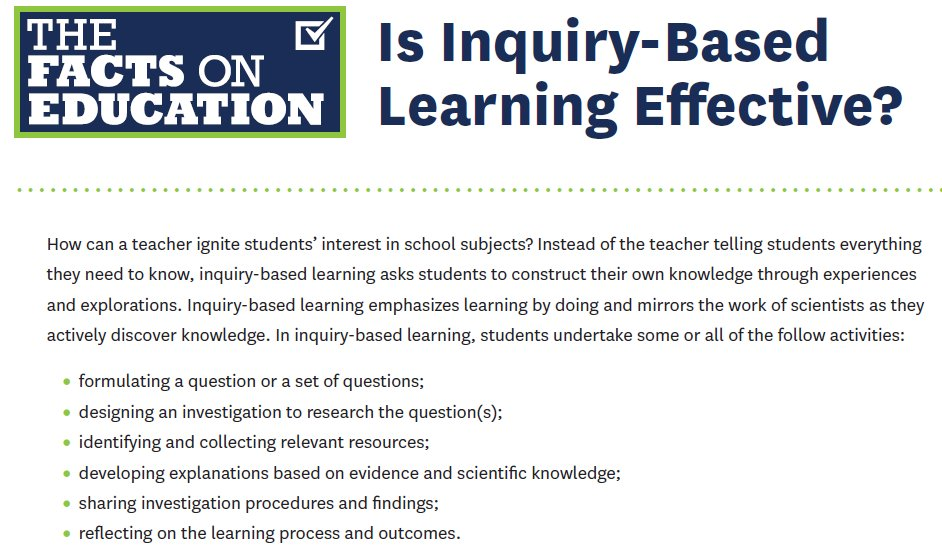 THE
FACTS ON
EDUCATION
Is Inquiry-Based
Learning Effective?
How can a teacher ignite students’ interest in school subjects? Instead of the teacher telling students everything
they need to know, inquiry-based learning asks students to construct their own knowledge through experiences
and explorations. Inquiry-based learning emphasizes learning by doing and mirrors the work of scientists as they
actively discover knowledge. In inquiry-based learning, students undertake some or all of the follow activities:
• formulating a question or a set of questions;
• designing an investigation to research the question(s);
• identifying and collecting relevant resources;
• developing explanations based on evidence and scientific knowledge;
• sharing investigation procedures and findings;
• reflecting on the learning process and outcomes.